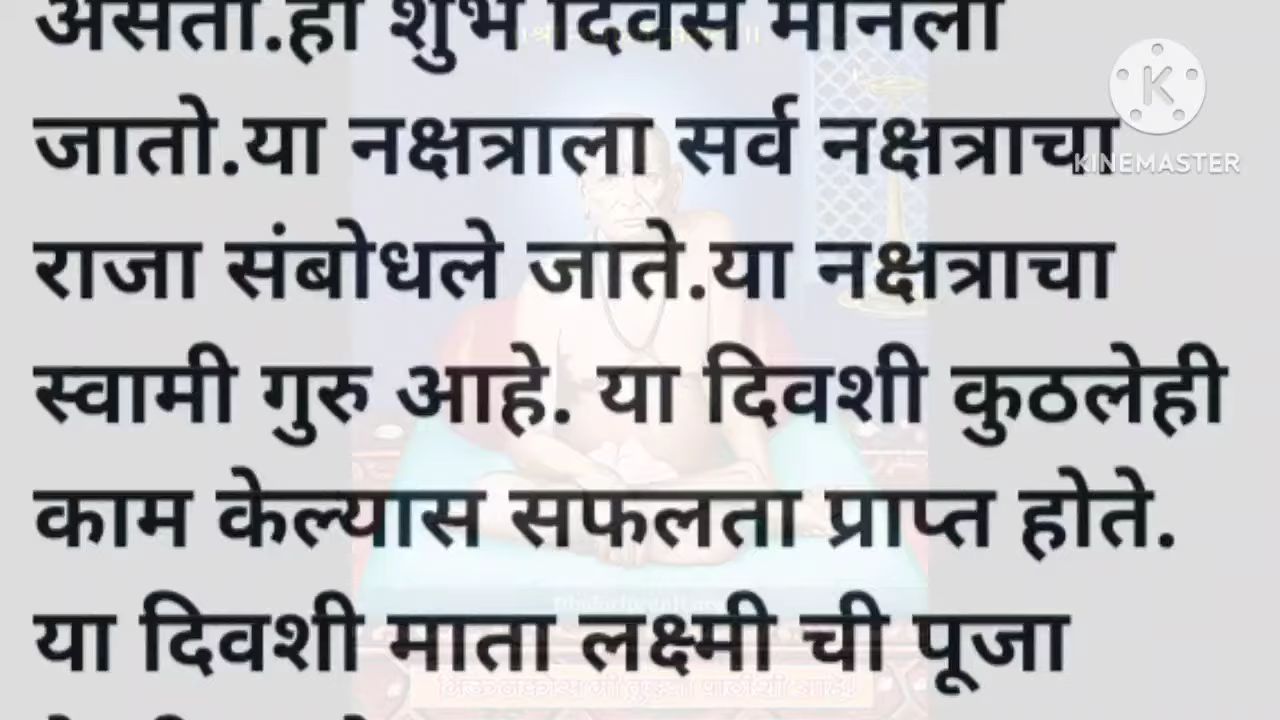 असतो.हा शुभ दिवस मानला
जातो.या नक्षत्राला सर्व नक्षत्राचा
राजा संबोधले जाते.या नक्षत्राचा
स्वामी गुरु आहे. या दिवशी कुठलेही
काम केल्यास सफलता प्राप्त होते.
या दिवशी माता लक्ष्मी ची पूजा
K
KINEMASTER